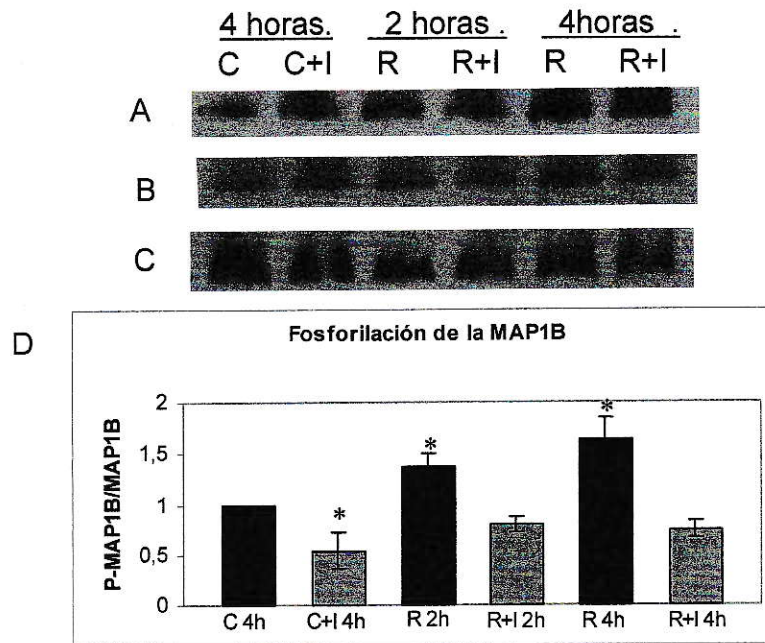 4 horas. 2 horas . 4horas .
C C+I R R+I R R+I
A
B
C
D
Fosforilación de la MAP1B
P-MAP1B/MAP1B
2
1,5
1
0,5
0
* * *
C 4h C+I 4h R 2h R+I 2h R 4h R+I 4h